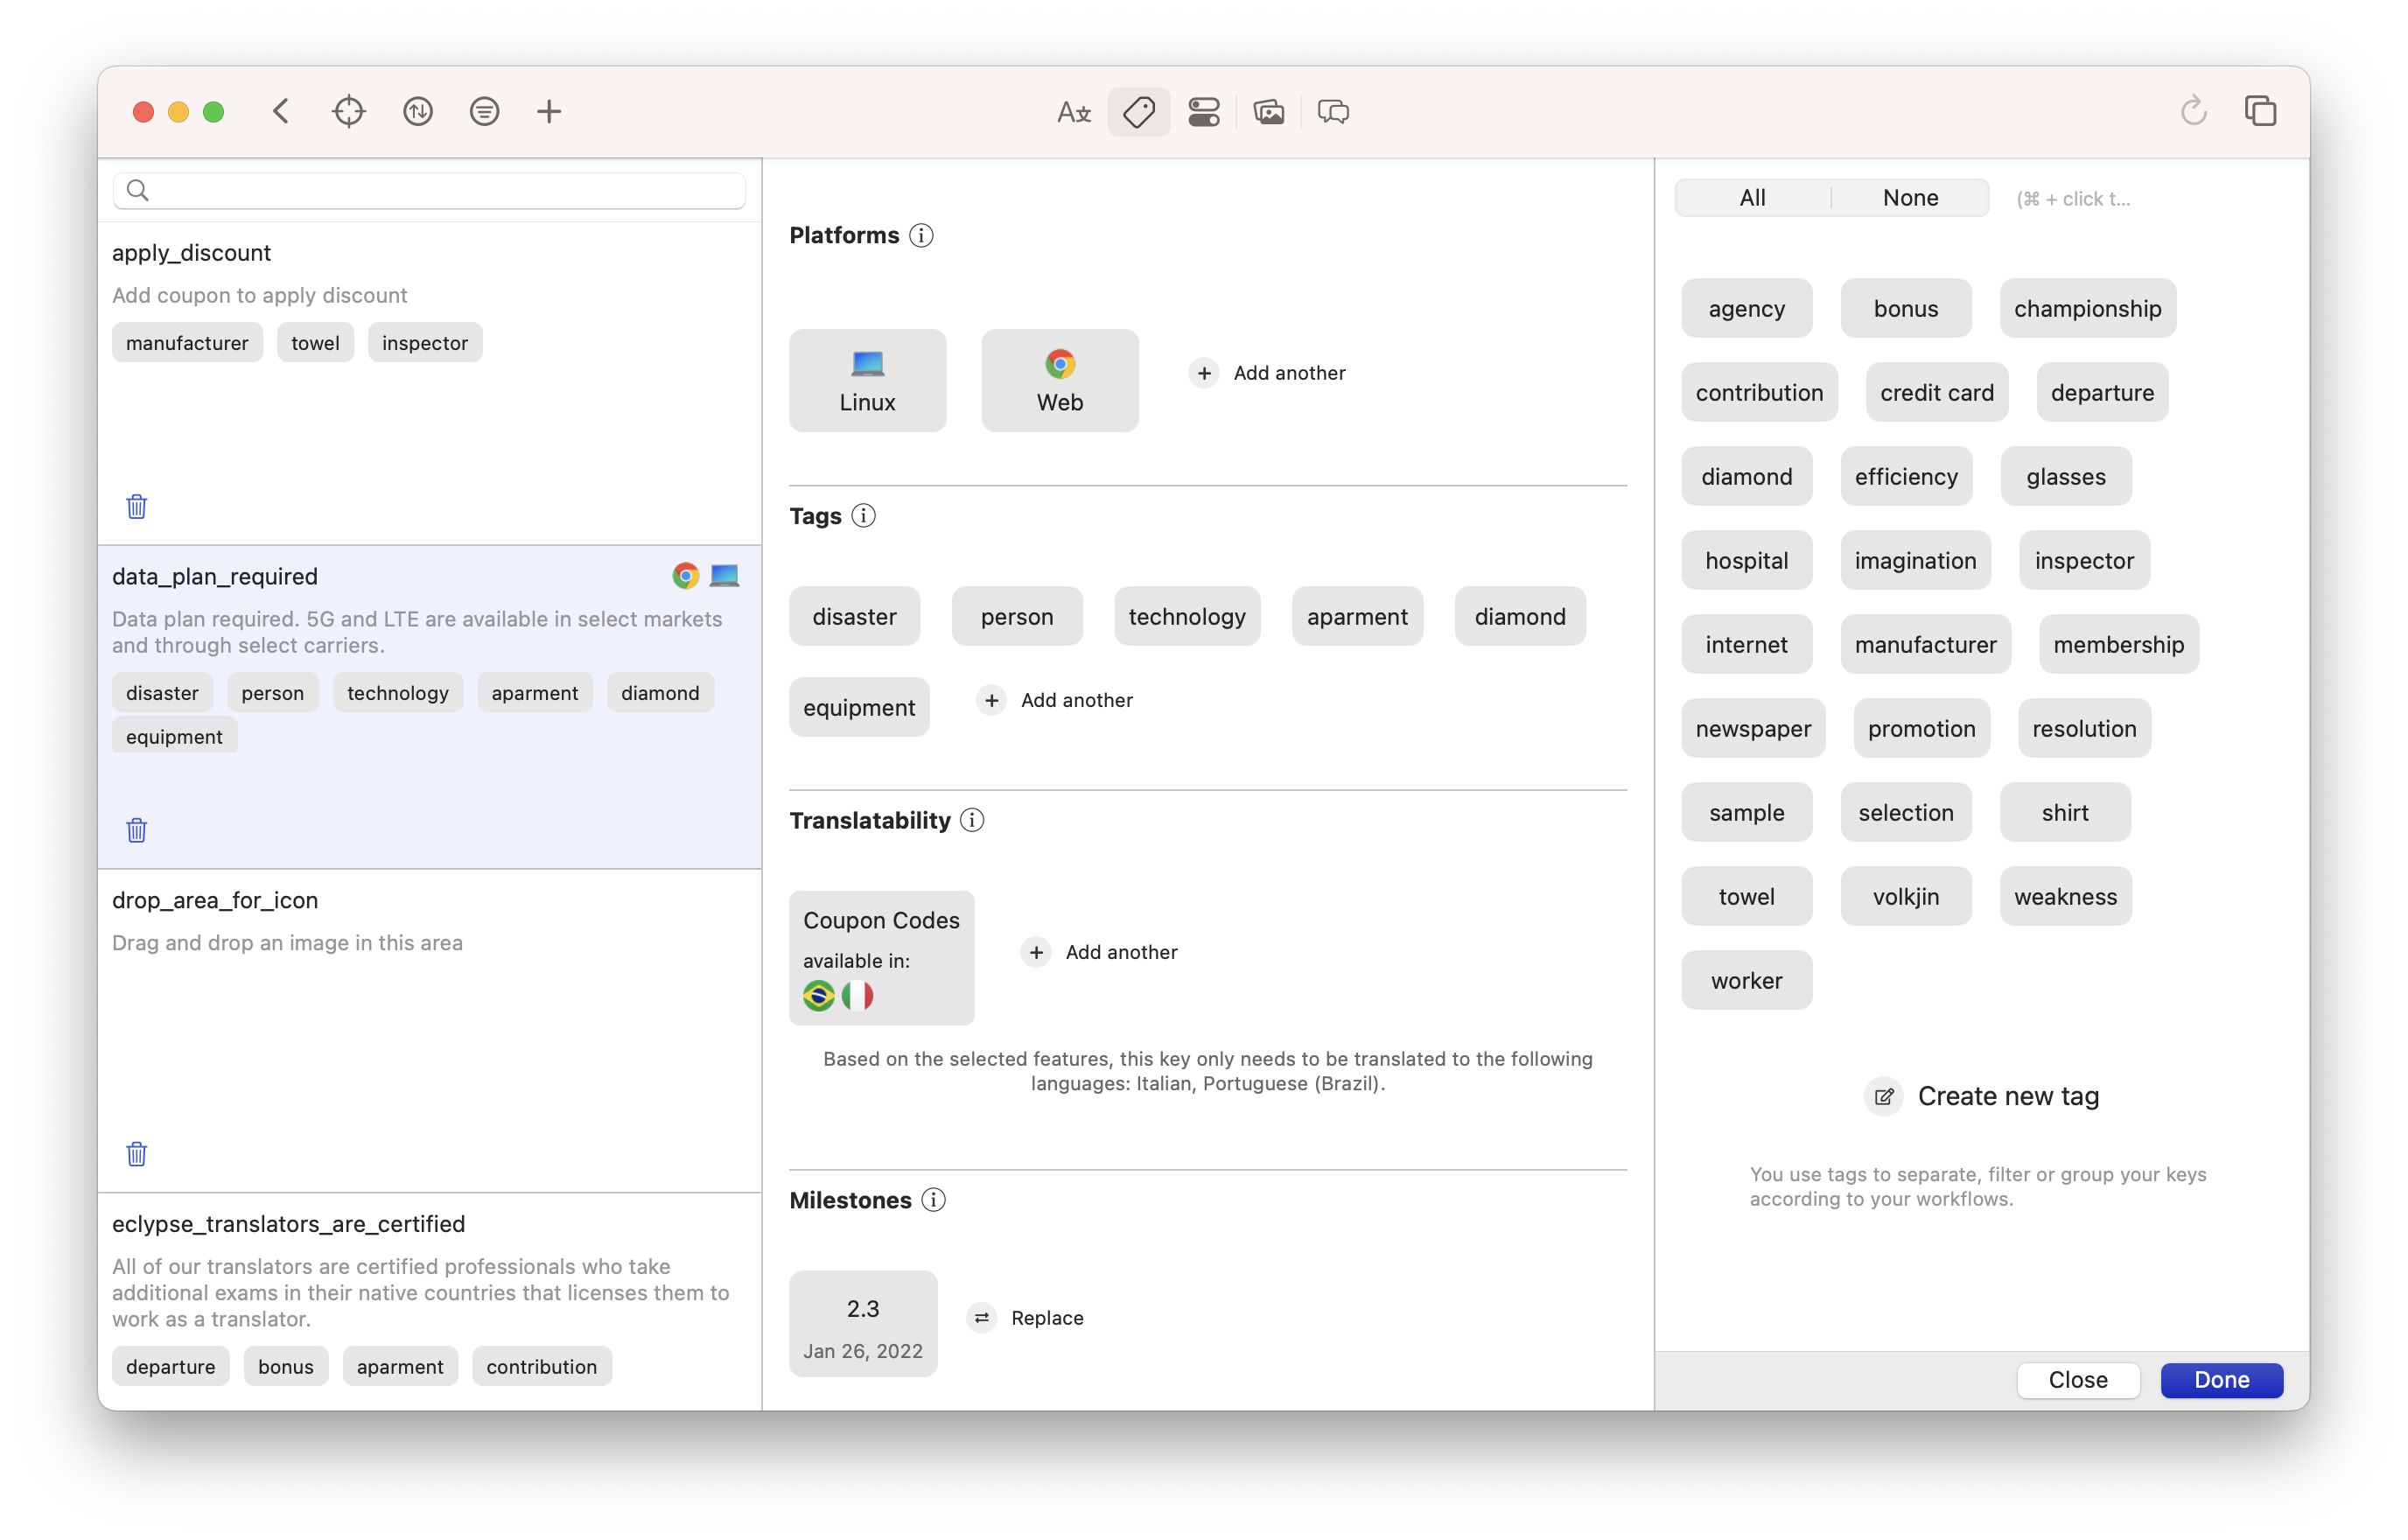 apply_discount
Add coupon to apply discount
manufacturer towel inspector
data_plan_required
Data plan required. 5G and LTE are available in select markets
and through select carriers.
disaster person technology aparment diamond
equipment
drop_area_for_icon
Drag and drop an image in this area
eclypse_translators_are_certified
All of our translators are certified professionals who take
additional exams in their native countries that licenses them to
work as a translator.
departure bonus aparment contribution
Platforms
Linux Web + Add another
Tags
disaster person technology aparment diamond
equipment + Add another
Translatability
Coupon Codes
available in:
+ Add another
Based on the selected features, this key only needs to be translated to the following
languages: Italian, Portuguese (Brazil).
Milestones
2.3
Jan 26, 2022
Replace
All None (⌘ + click t...
agency bonus championship
contribution credit card departure
diamond efficiency glasses
hospital imagination inspector
internet manufacturer membership
newspaper promotion resolution
sample selection shirt
towel volkjin weakness
worker
Create new tag
You use tags to separate, filter or group your keys
according to your workflows.
Close Done